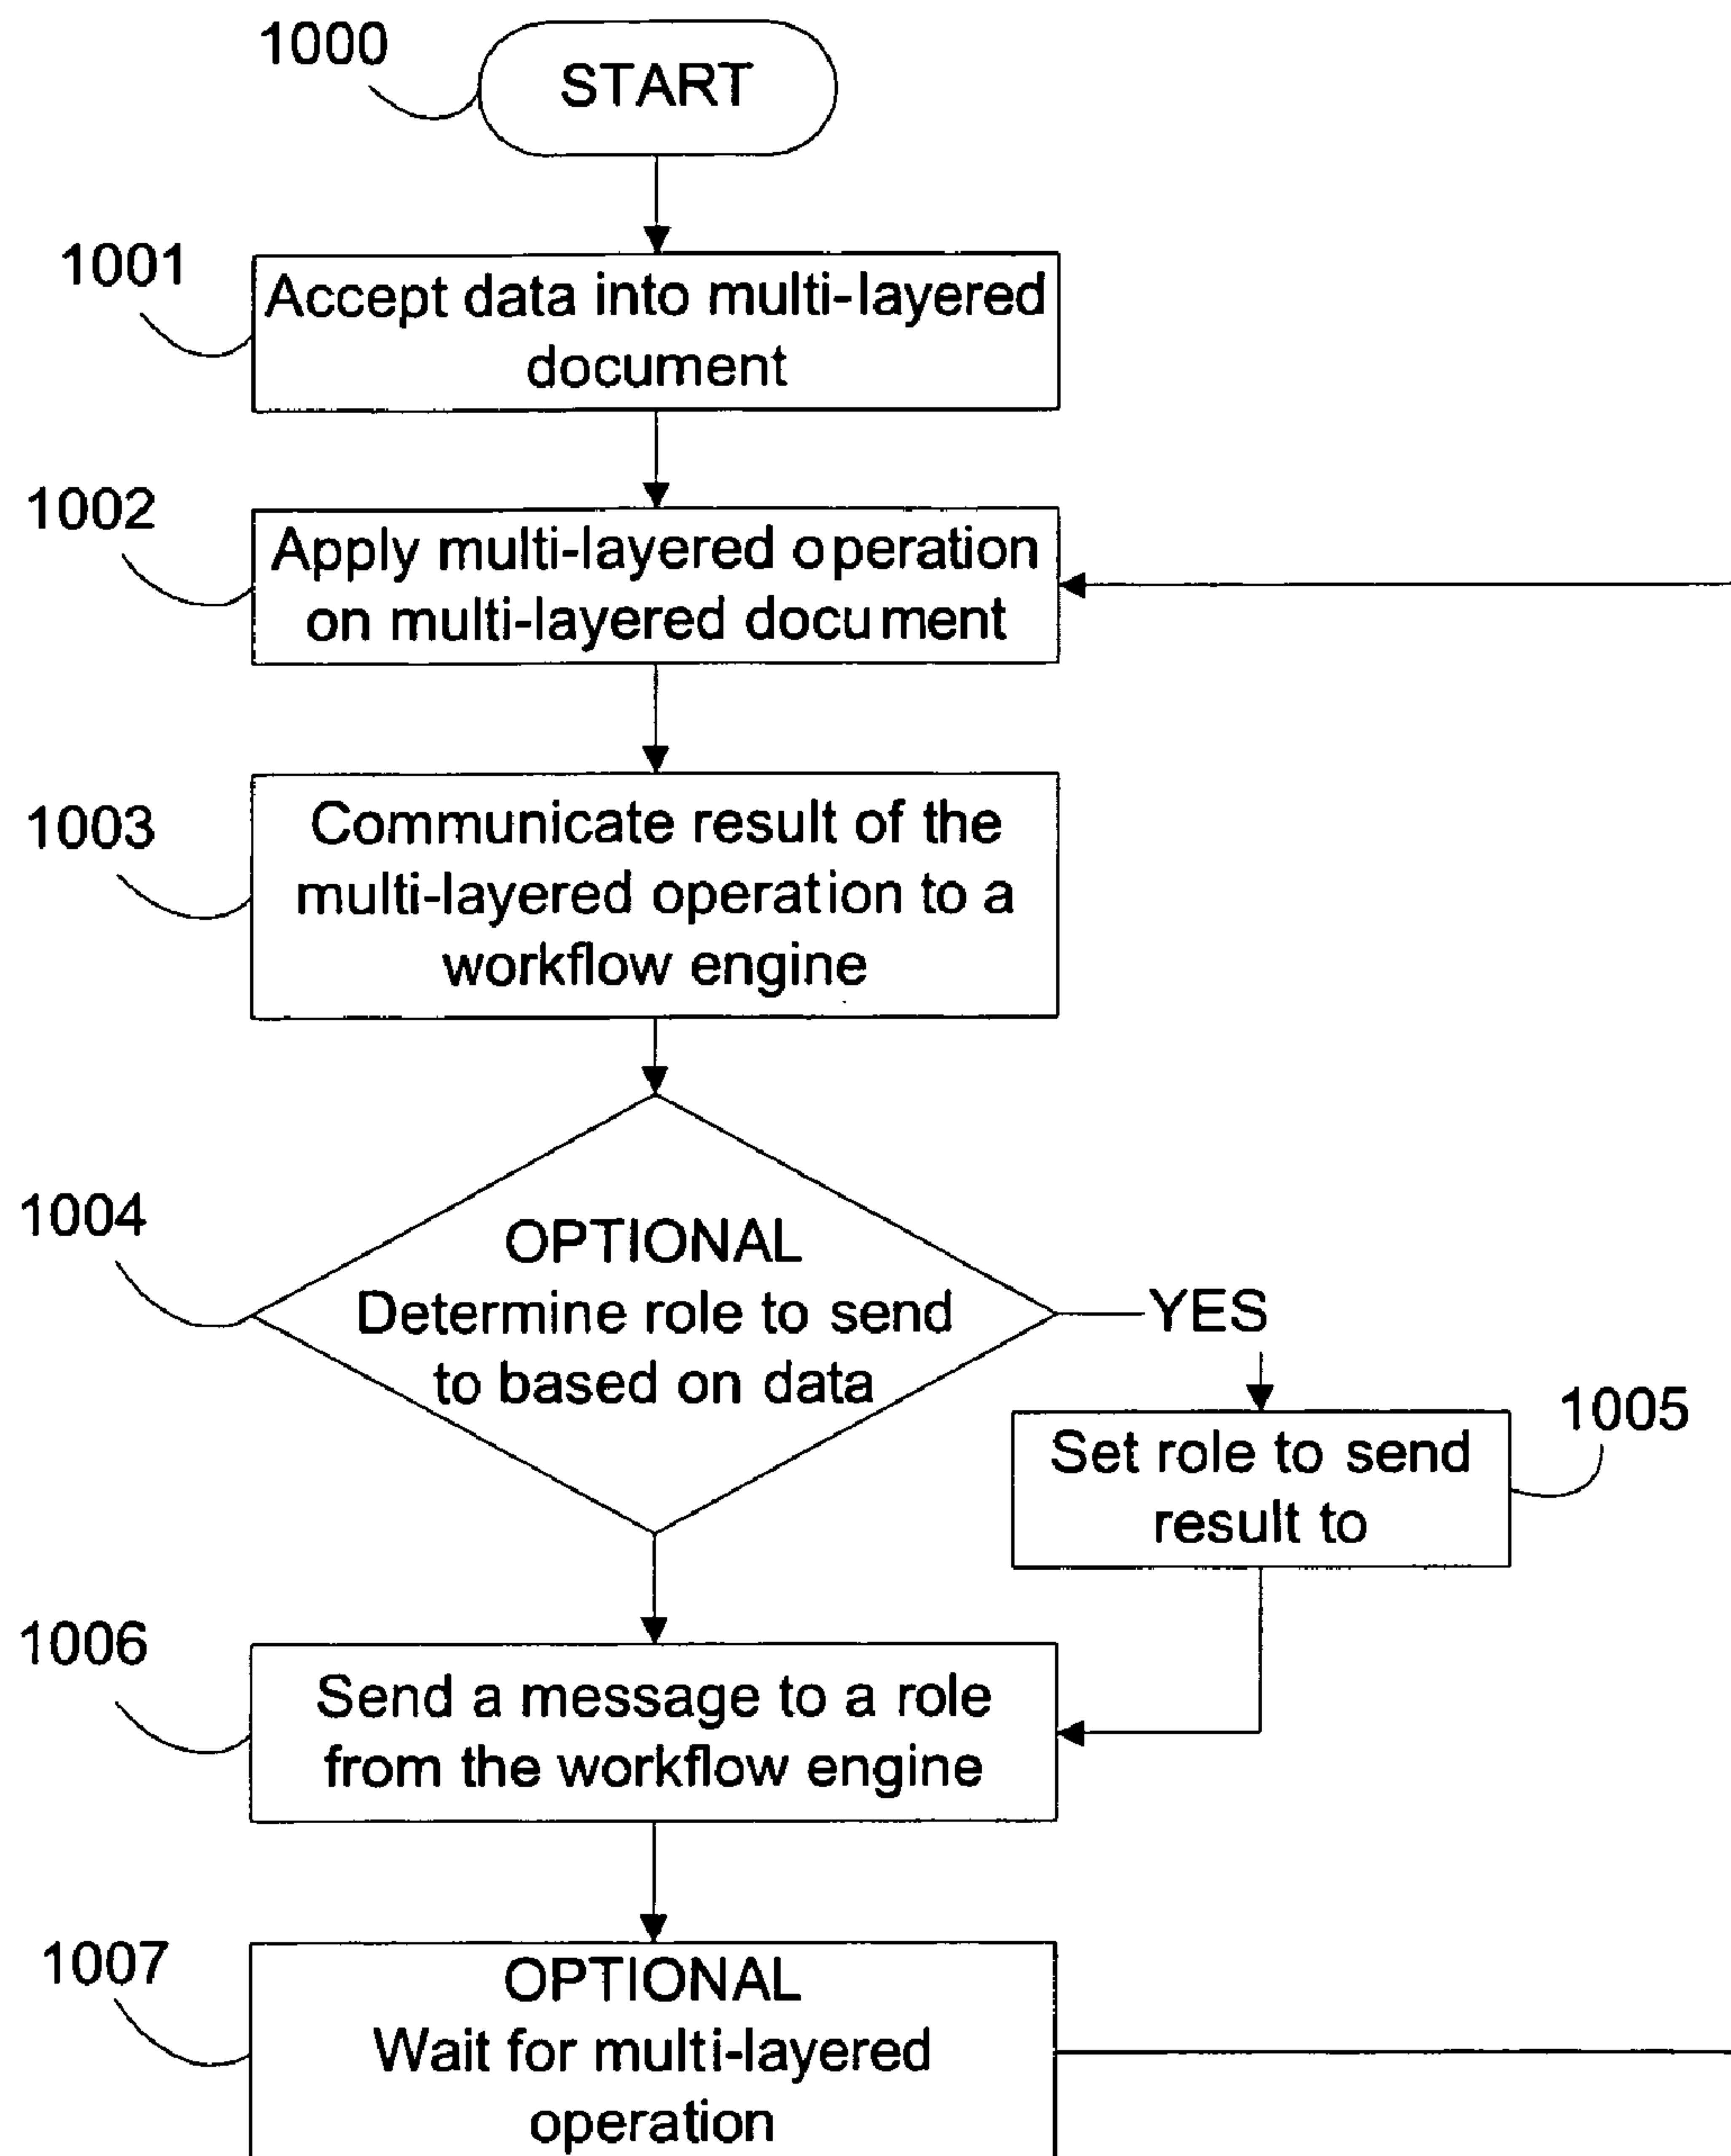 1000
START
1001
Accept data into multi-layered
document
1002
Apply multi-layered operation
on multi-layered document
1003
Communicate result of the
multi-layered operation to a
workflow engine
1004
OPTIONAL
Determine role to send
to based on data
YES
1005
Set role to send
result to
1006
Send a message to a role
from the workflow engine
1007
OPTIONAL
Wait for multi-layered
operation